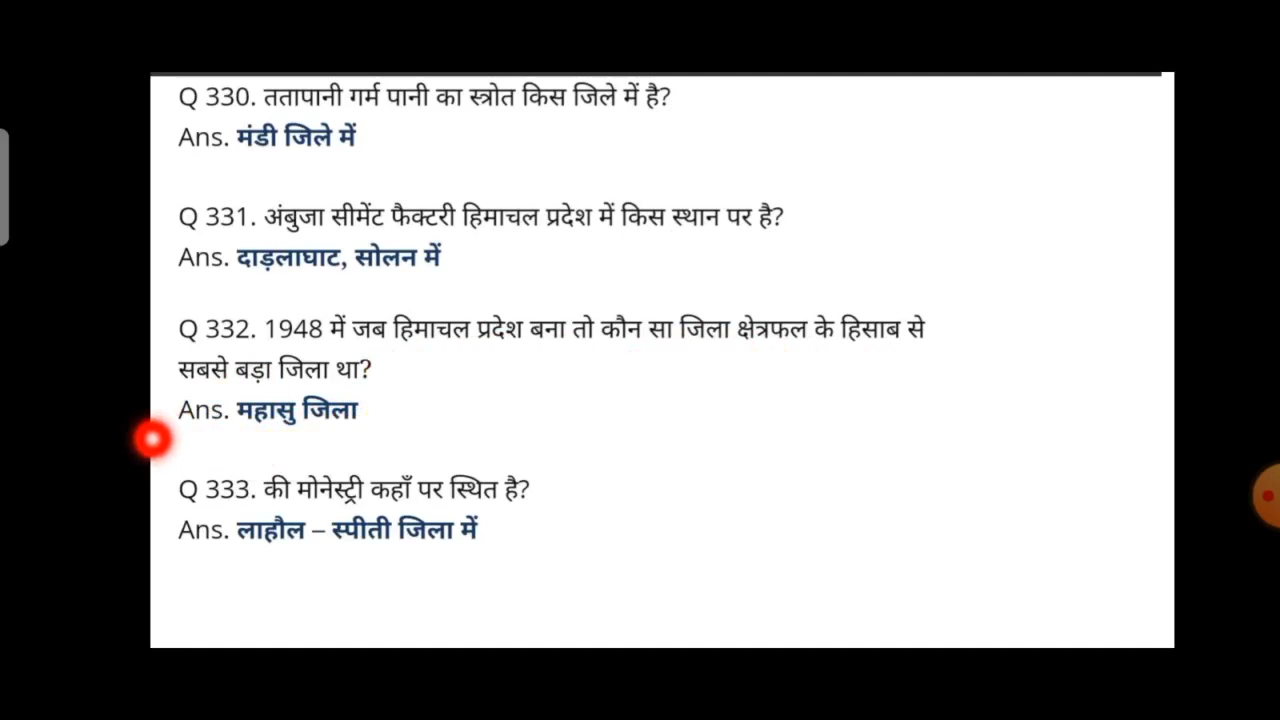 Q 330. ततापानी गर्म पानी का स्त्रोत किस जिले में है?
Ans. मंडी जिले में
Q 331. अंबुजा सीमेंट फैक्टरी हिमाचल प्रदेश में किस स्थान पर है?
Ans. दाड़लाघाट, सोलन में
Q 332. 1948 में जब हिमाचल प्रदेश बना तो कौन सा जिला क्षेत्रफल के हिसाब से
सबसे बड़ा जिला था?
Ans. महासु जिला
Q 333. की मोनेस्ट्री कहाँ पर स्थित है?
Ans. लाहौल – स्पीती जिला में